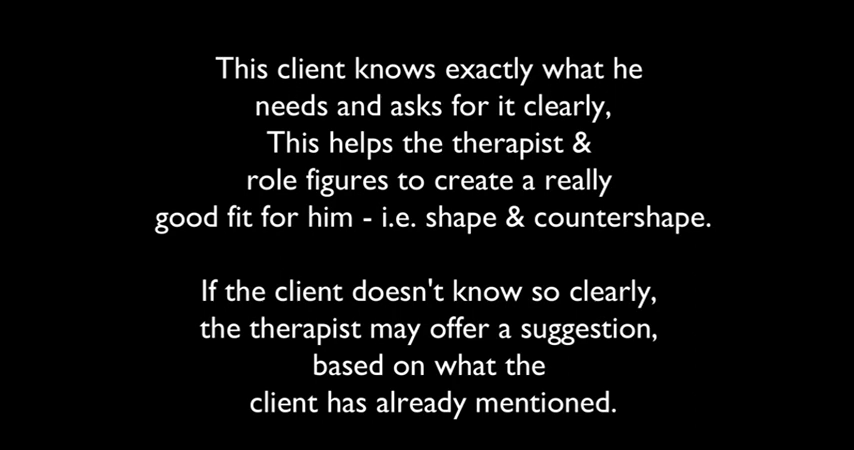 This client knows exactly what he
needs and asks for it clearly,
This helps the therapist &
role figures to create a really
good fit for him - i.e. shape & countershape.
If the client doesn't know so clearly,
the therapist may offer a suggestion,
based on what the
client has already mentioned.